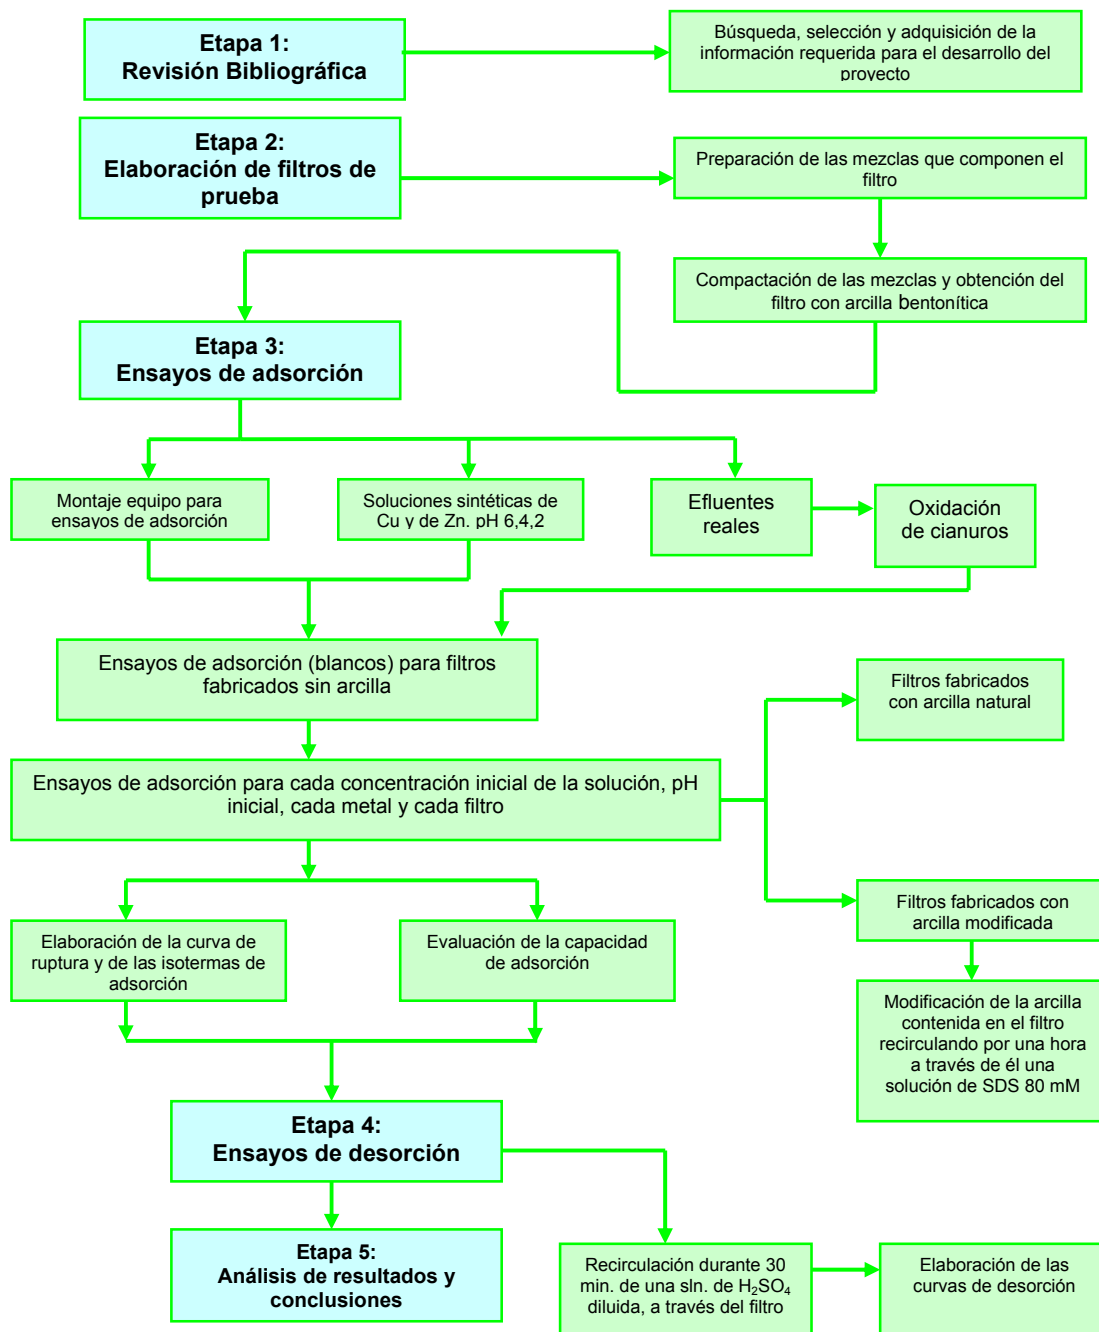 Etapa 1:
Revisión Bibliográfica
Búsqueda, selección y adquisición de la
información requerida para el desarrollo del
proyecto
Etapa 2:
Elaboración de filtros de
prueba
Preparación de las mezclas que componen el
filtro
Compactación de las mezclas y obtención del
filtro con arcilla bentonítica
Etapa 3:
Ensayos de adsorción
Montaje equipo para
ensayos de adsorción
Soluciones sintéticas de
Cu y de Zn. pH 6,4,2
Efluentes
reales
Oxidación
de cianuros
Ensayos de adsorción (blancos) para filtros
fabricados sin arcilla
Filtros fabricados
con arcilla natural
Ensayos de adsorción para cada concentración inicial de la solución, pH
inicial, cada metal y cada filtro
Filtros fabricados con
arcilla modificada
Elaboración de la curva de
ruptura y de las isotermas de
adsorción
Evaluación de la capacidad
de adsorción
Modificación de la arcilla
contenida en el filtro
recirculando por una hora
a través de él una
solución de SDS 80 mM
Etapa 4:
Ensayos de desorción
Etapa 5:
Análisis de resultados y
conclusiones
Recirculación durante 30
min. de una sln. de H₂SO₄
diluida, a través del filtro
Elaboración de las
curvas de desorción